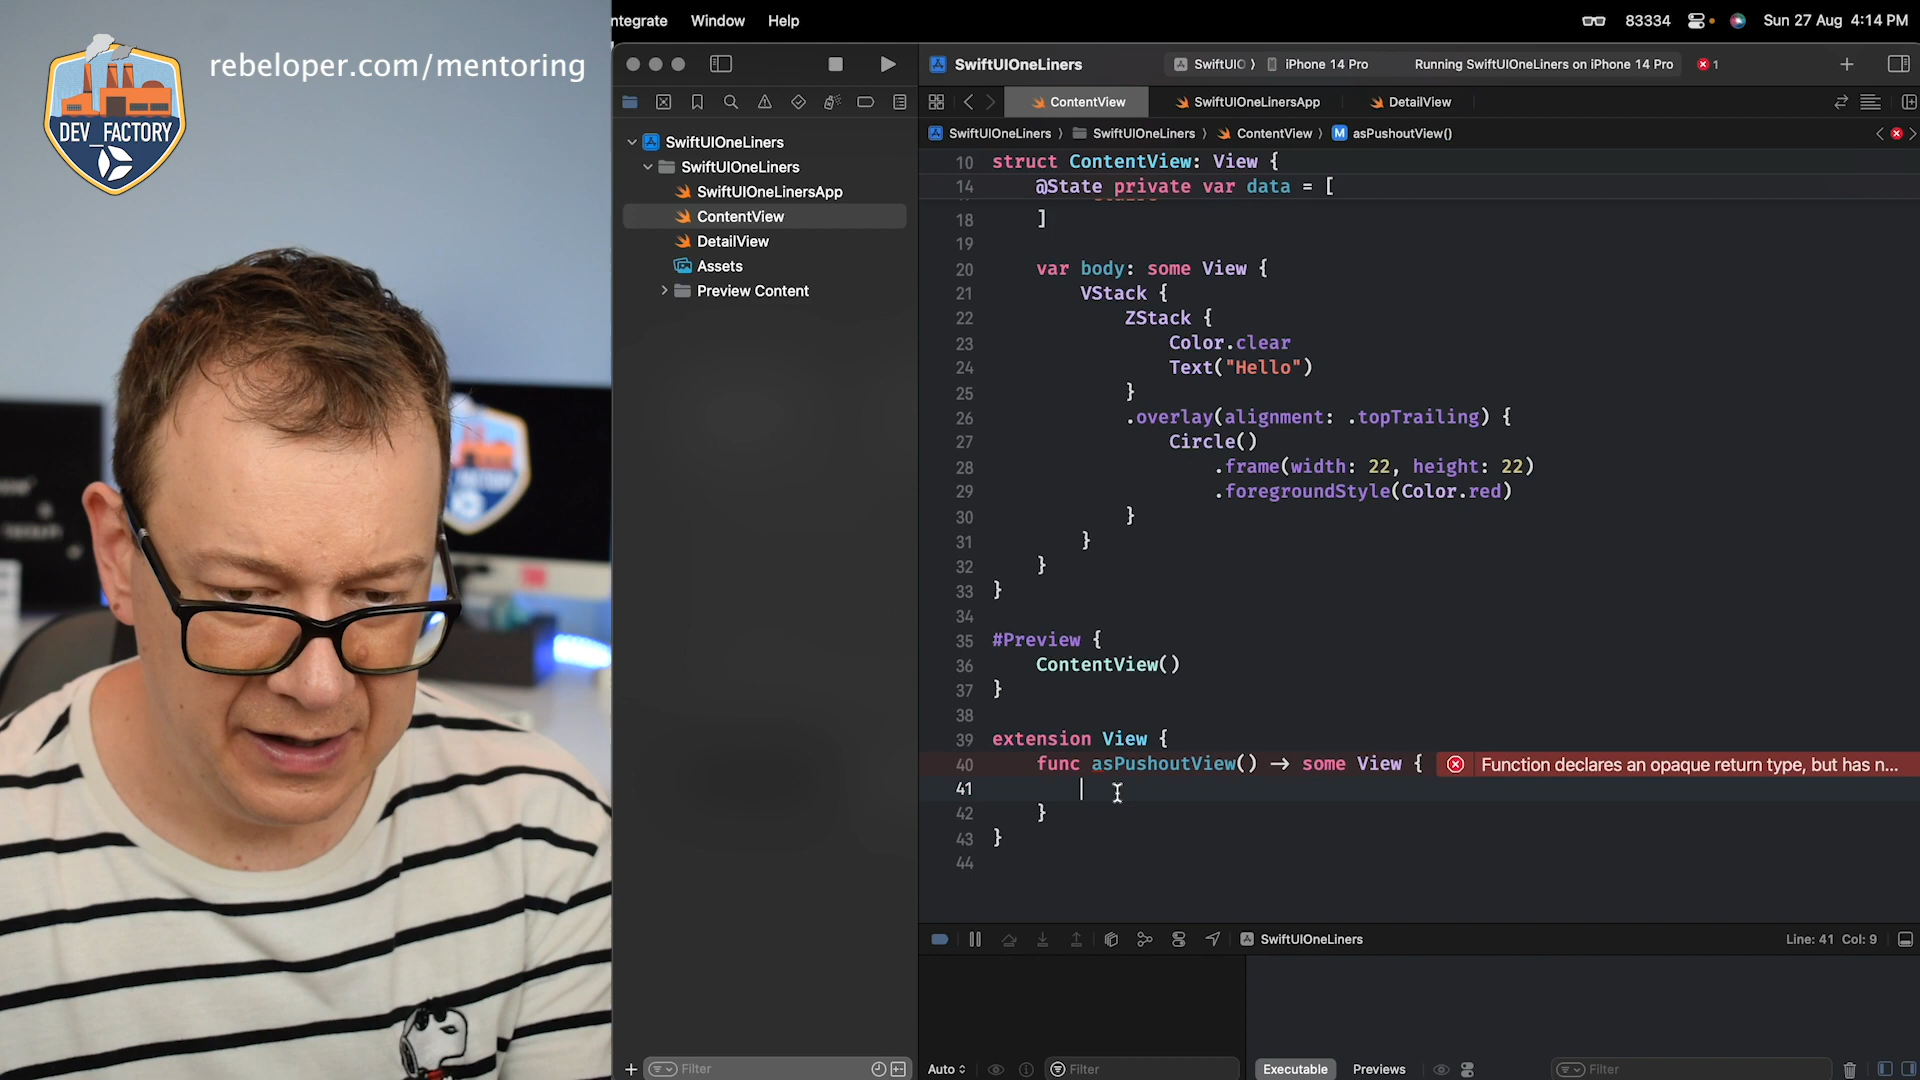 rebeloper.com/mentoring
DEV_FACTORY
ntegrate Window Help
83334 Sun 27 Aug 4:14 PM
SwiftUIOneLiners
SwiftUIO iPhone 14 Pro Running SwiftUIOneLiners on iPhone 14 Pro 1
ContentView SwiftUIOneLinersApp DetailView
SwiftUIOneLiners SwiftUIOneLiners ContentView M asPushoutView()
SwiftUIOneLiners
SwiftUIOneLiners
SwiftUIOneLinersApp
ContentView
DetailView
Assets
Preview Content
10 struct ContentView: View {
14 @State private var data = [
18 ]
19
20 var body: some View {
21 VStack {
22 ZStack {
23 Color.clear
24 Text("Hello")
25 }
26 .overlay(alignment: .topTrailing) {
27 Circle()
28 .frame(width: 22, height: 22)
29 .foregroundStyle(Color.red)
30 }
31 }
32 }
33 }
34
35 #Preview {
36 ContentView()
37 }
38
39 extension View {
40 func asPushoutView() -> some View { Function declares an opaque return type, but has n...
41
42 }
43 }
44
SwiftUIOneLiners Line: 41 Col: 9
Filter Auto Filter Executable Previews Filter